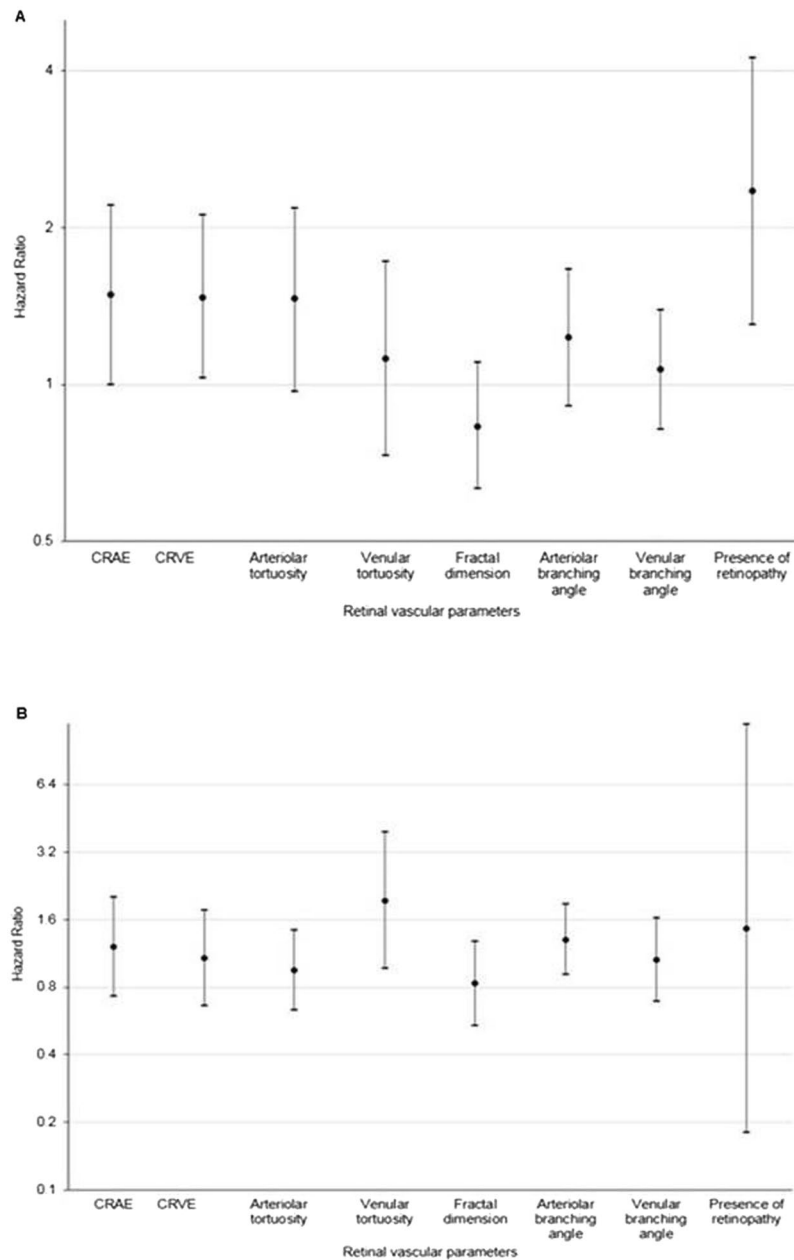 A
4
2
1
0.5
Hazard Ratio
CRAE CRVE Arteriolar Venular Fractal Arteriolar Venular Presence of
tortuosity tortuosity dimension branching branching retinopathy
angle angle
Retinal vascular parameters
B
6 4
3 2
1 6
0 8
0 4
0 2
0 1
Hazard Ratio
CRAE CRVE Arteriolar Venular Fractal Arteriolar Venular Presence of
tortuosity tortuosity dimension branching branching retinopathy
angle angle
Retinal vascular parameters